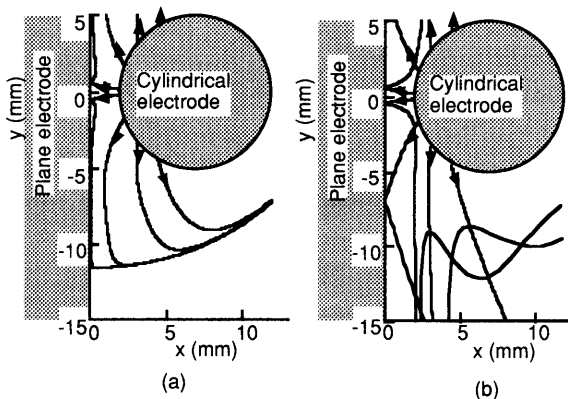 5
0
-5
-10
-15
y (mm)
Plane electrode
Cylindrical
electrode
0
5
10
x (mm)
(a)
5
0
-5
-10
-15
y (mm)
Plane electrode
Cylindrical
electrode
0
5
10
x (mm)
(b)